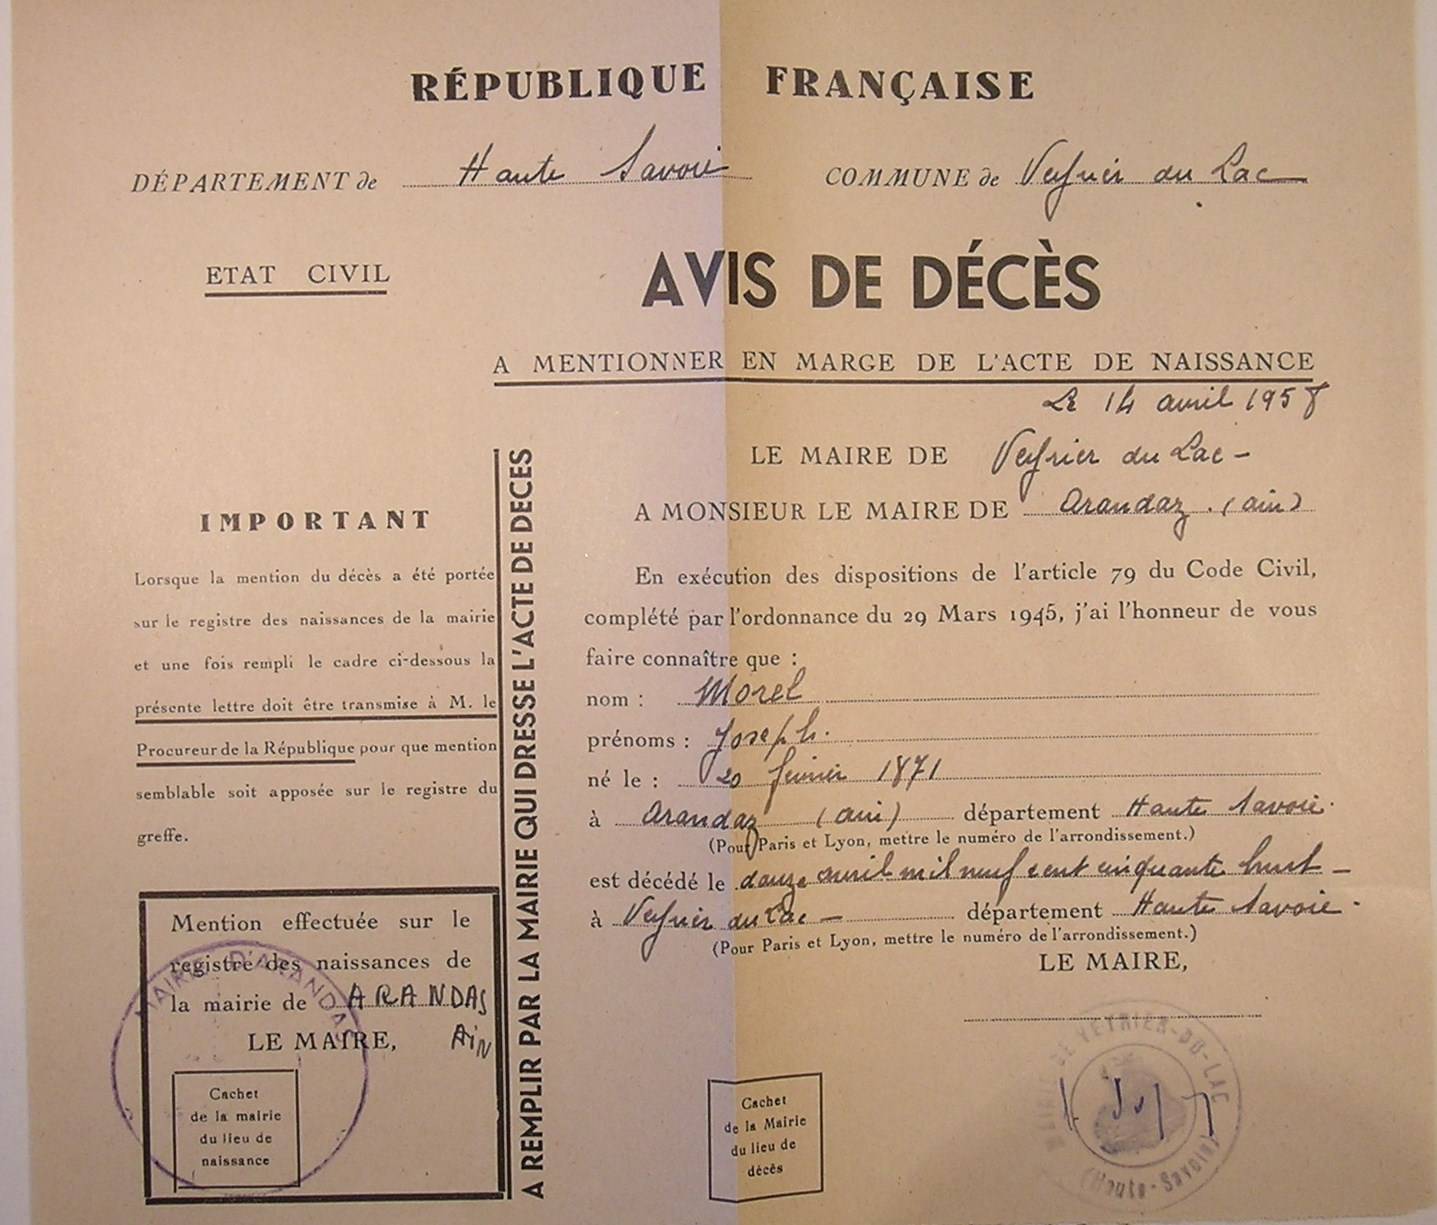 RÉPUBLIQUE FRANÇAISE
DÉPARTEMENT de Haute Savoie COMMUNE de Veyrier du Lac
ETAT CIVIL
AVIS DE DÉCÈS
A MENTIONNER EN MARGE DE L'ACTE DE NAISSANCE
Le 14 avril 1958
LE MAIRE DE Veyrier du Lac -
A MONSIEUR LE MAIRE DE Arandaz . (ain)
En exécution des dispositions de l'article 79 du Code Civil,
complété par l'ordonnance du 29 Mars 1945, j'ai l'honneur de vous
faire connaître que :
nom : Morel
prénoms : Joseph.
né le : 20 février 1871
à Arandaz (ain) département Haute Savoie.
(Pour Paris et Lyon, mettre le numéro de l'arrondissement.)
est décédé le douze avril mil neuf cent cinquante huit -
à Veyrier du Lac - département Haute Savoie.
(Pour Paris et Lyon, mettre le numéro de l'arrondissement.)
LE MAIRE,
MAIRIE DE VEYRIER-DU-LAC
(Haute-Savoie)
Cachet
de la Mairie
du lieu de
décès
A REMPLIR PAR LA MAIRIE QUI DRESSE L'ACTE DE DECES
IMPORTANT
Lorsque la mention du décès a été portée
sur le registre des naissances de la mairie
et une fois rempli le cadre ci-dessous la
présente lettre doit être transmise à M. le
Procureur de la République pour que mention
semblable soit apposée sur le registre du
greffe.
Mention effectuée sur le
registre des naissances de
la mairie de ARANDAS
LE MAIRE, AiN
MAIRIE D'ARANDAS
Cachet
de la mairie
du lieu de
naissance